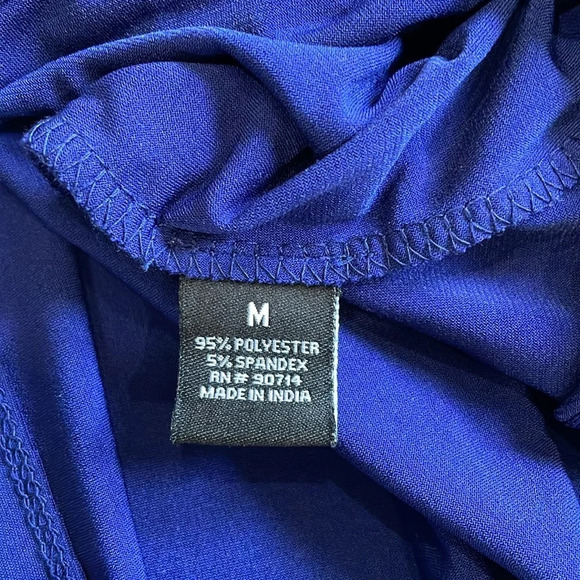 M
95% POLYESTER
5% SPANDEX
RN # 90714
MADE IN INDIA